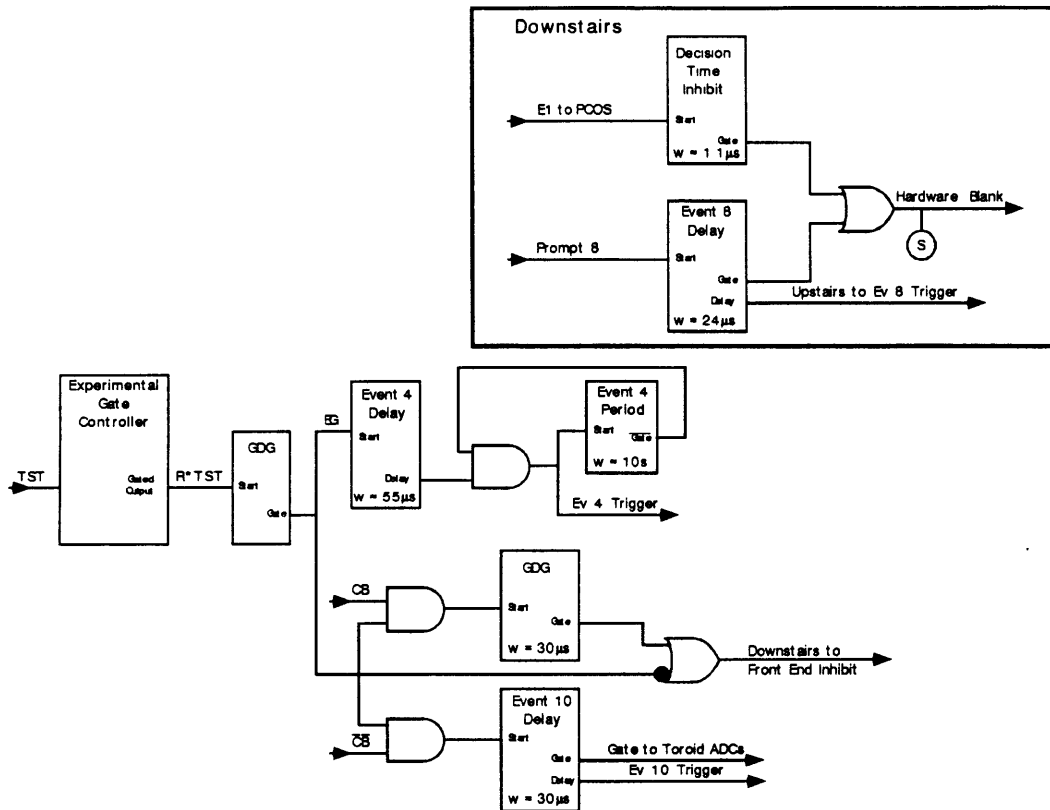 Downstairs
Decision
Time
Inhibit
E1 to PCOS
Start
Gate
w = 1 1µs
Hardware Blank
Event 8
Delay
S
Prompt 8
Start
Gate
Delay
Upstairs to Ev 8 Trigger
w = 24µs
Experimental
Gate
Controller
TST
Gated
Output
R*TST
GDG
Start
Gate
EG
Event 4
Delay
Start
Delay
w = 55µs
Event 4
Period
Start
Gate
w = 10s
Ev 4 Trigger
CB
GDG
Start
Gate
w = 30µs
Downstairs to
Front End Inhibit
CB
Event 10
Delay
Start
Gate
Gate to Toroid ADCs
Delay
Ev 10 Trigger
w = 30µs